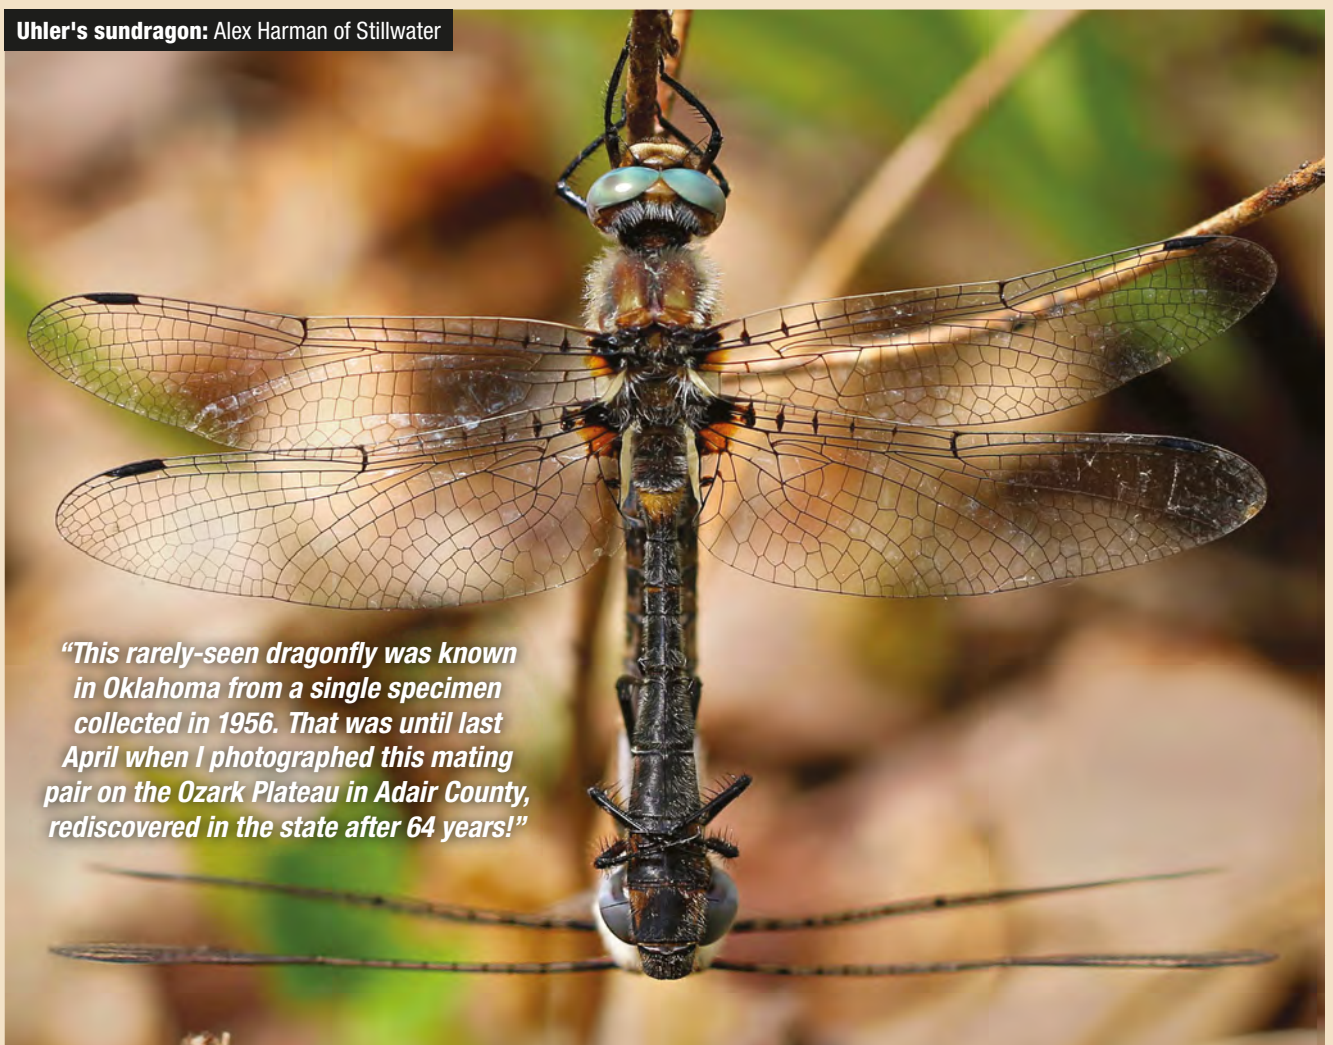 Uhler's sundragon: Alex Harman of Stillwater
“This rarely-seen dragonfly was known
in Oklahoma from a single specimen
collected in 1956. That was until last
April when I photographed this mating
pair on the Ozark Plateau in Adair County,
rediscovered in the state after 64 years!”